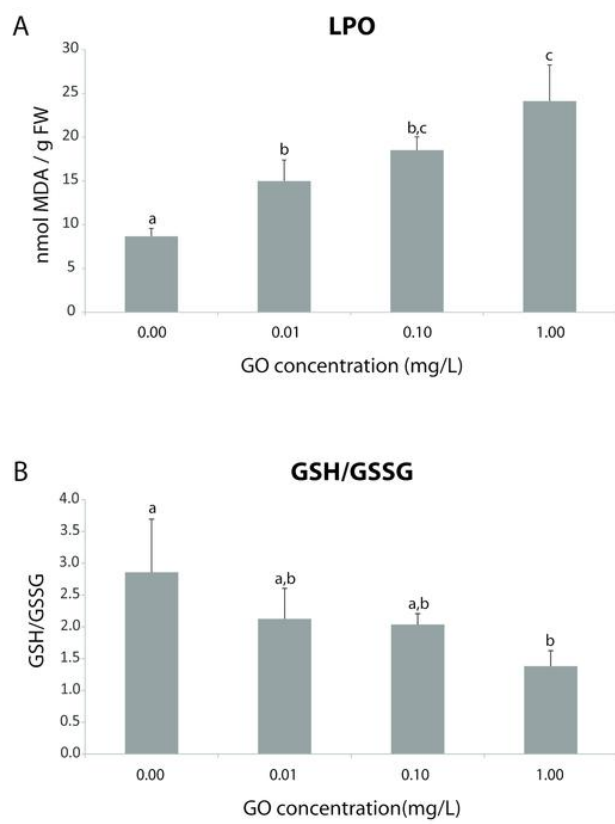 A
LPO
nmol MDA / g FW
30
25
20
15
10
5
0
a
b
b,c
c
0.00 0.01 0.10 1.00
GO concentration (mg/L)
B
GSH/GSSG
GSH/GSSG
4.0
3.5
3.0
2.5
2.0
1.5
1.0
0.5
0.0
a
a,b
a,b
b
0.00 0.01 0.10 1.00
GO concentration(mg/L)